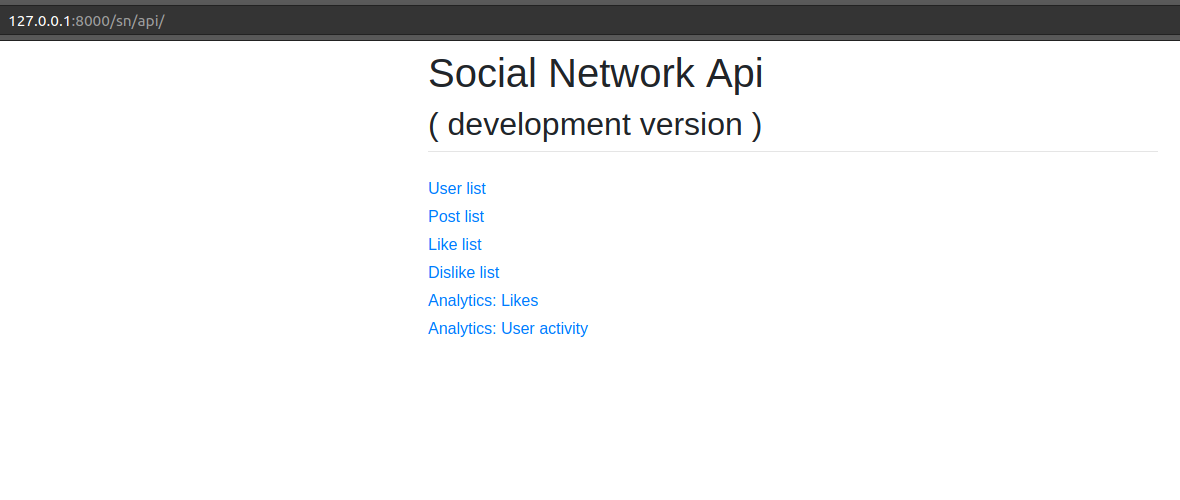 127.0.0.1:8000/sn/api/
Social Network Api
( development version )
User list
Post list
Like list
Dislike list
Analytics: Likes
Analytics: User activity